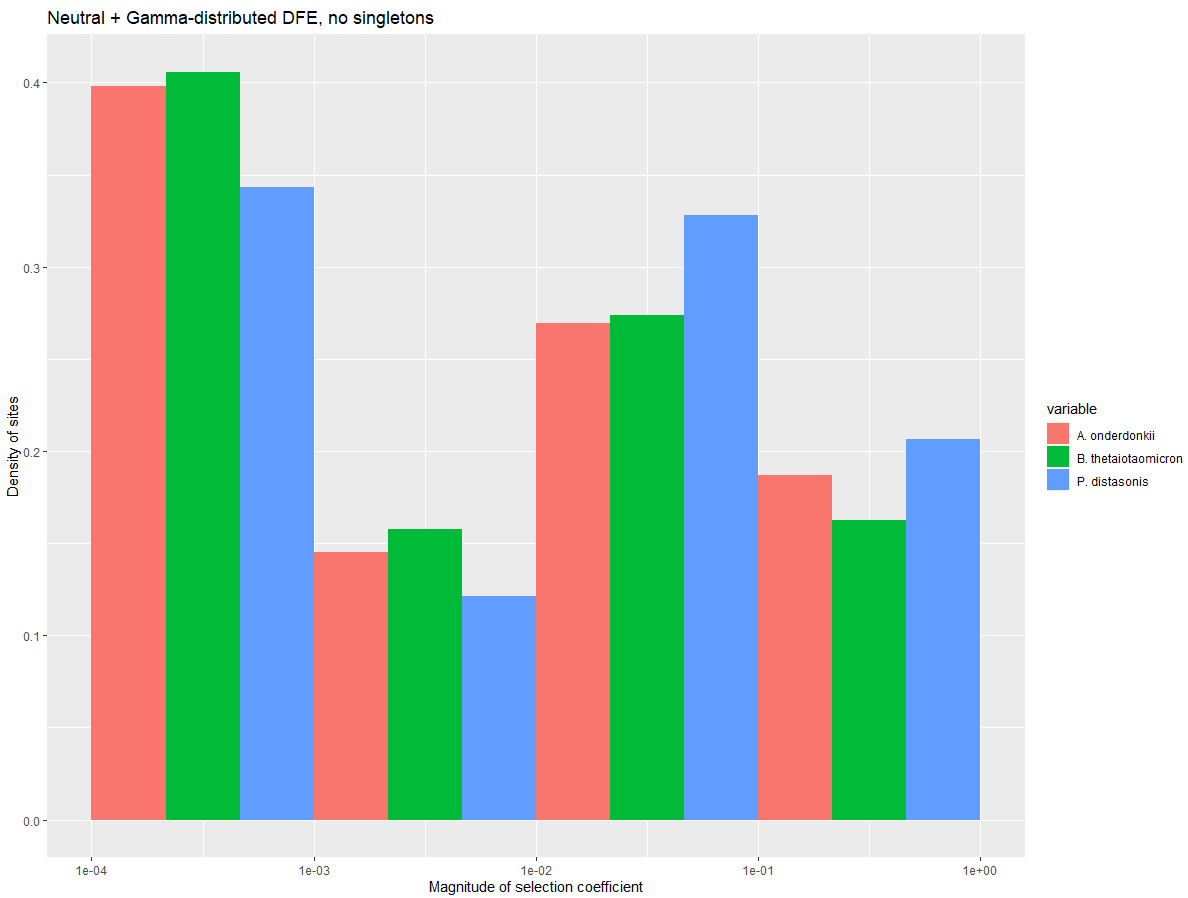 Neutral + Gamma-distributed DFE, no singletons
0.4
0.3
0.2
0.1
0.0
Density of sites
1e-04
1e-03
1e-02
1e-01
1e+00
Magnitude of selection coefficient
variable
A. onderdonkii
B. thetaiotaomicron
P. distasonis